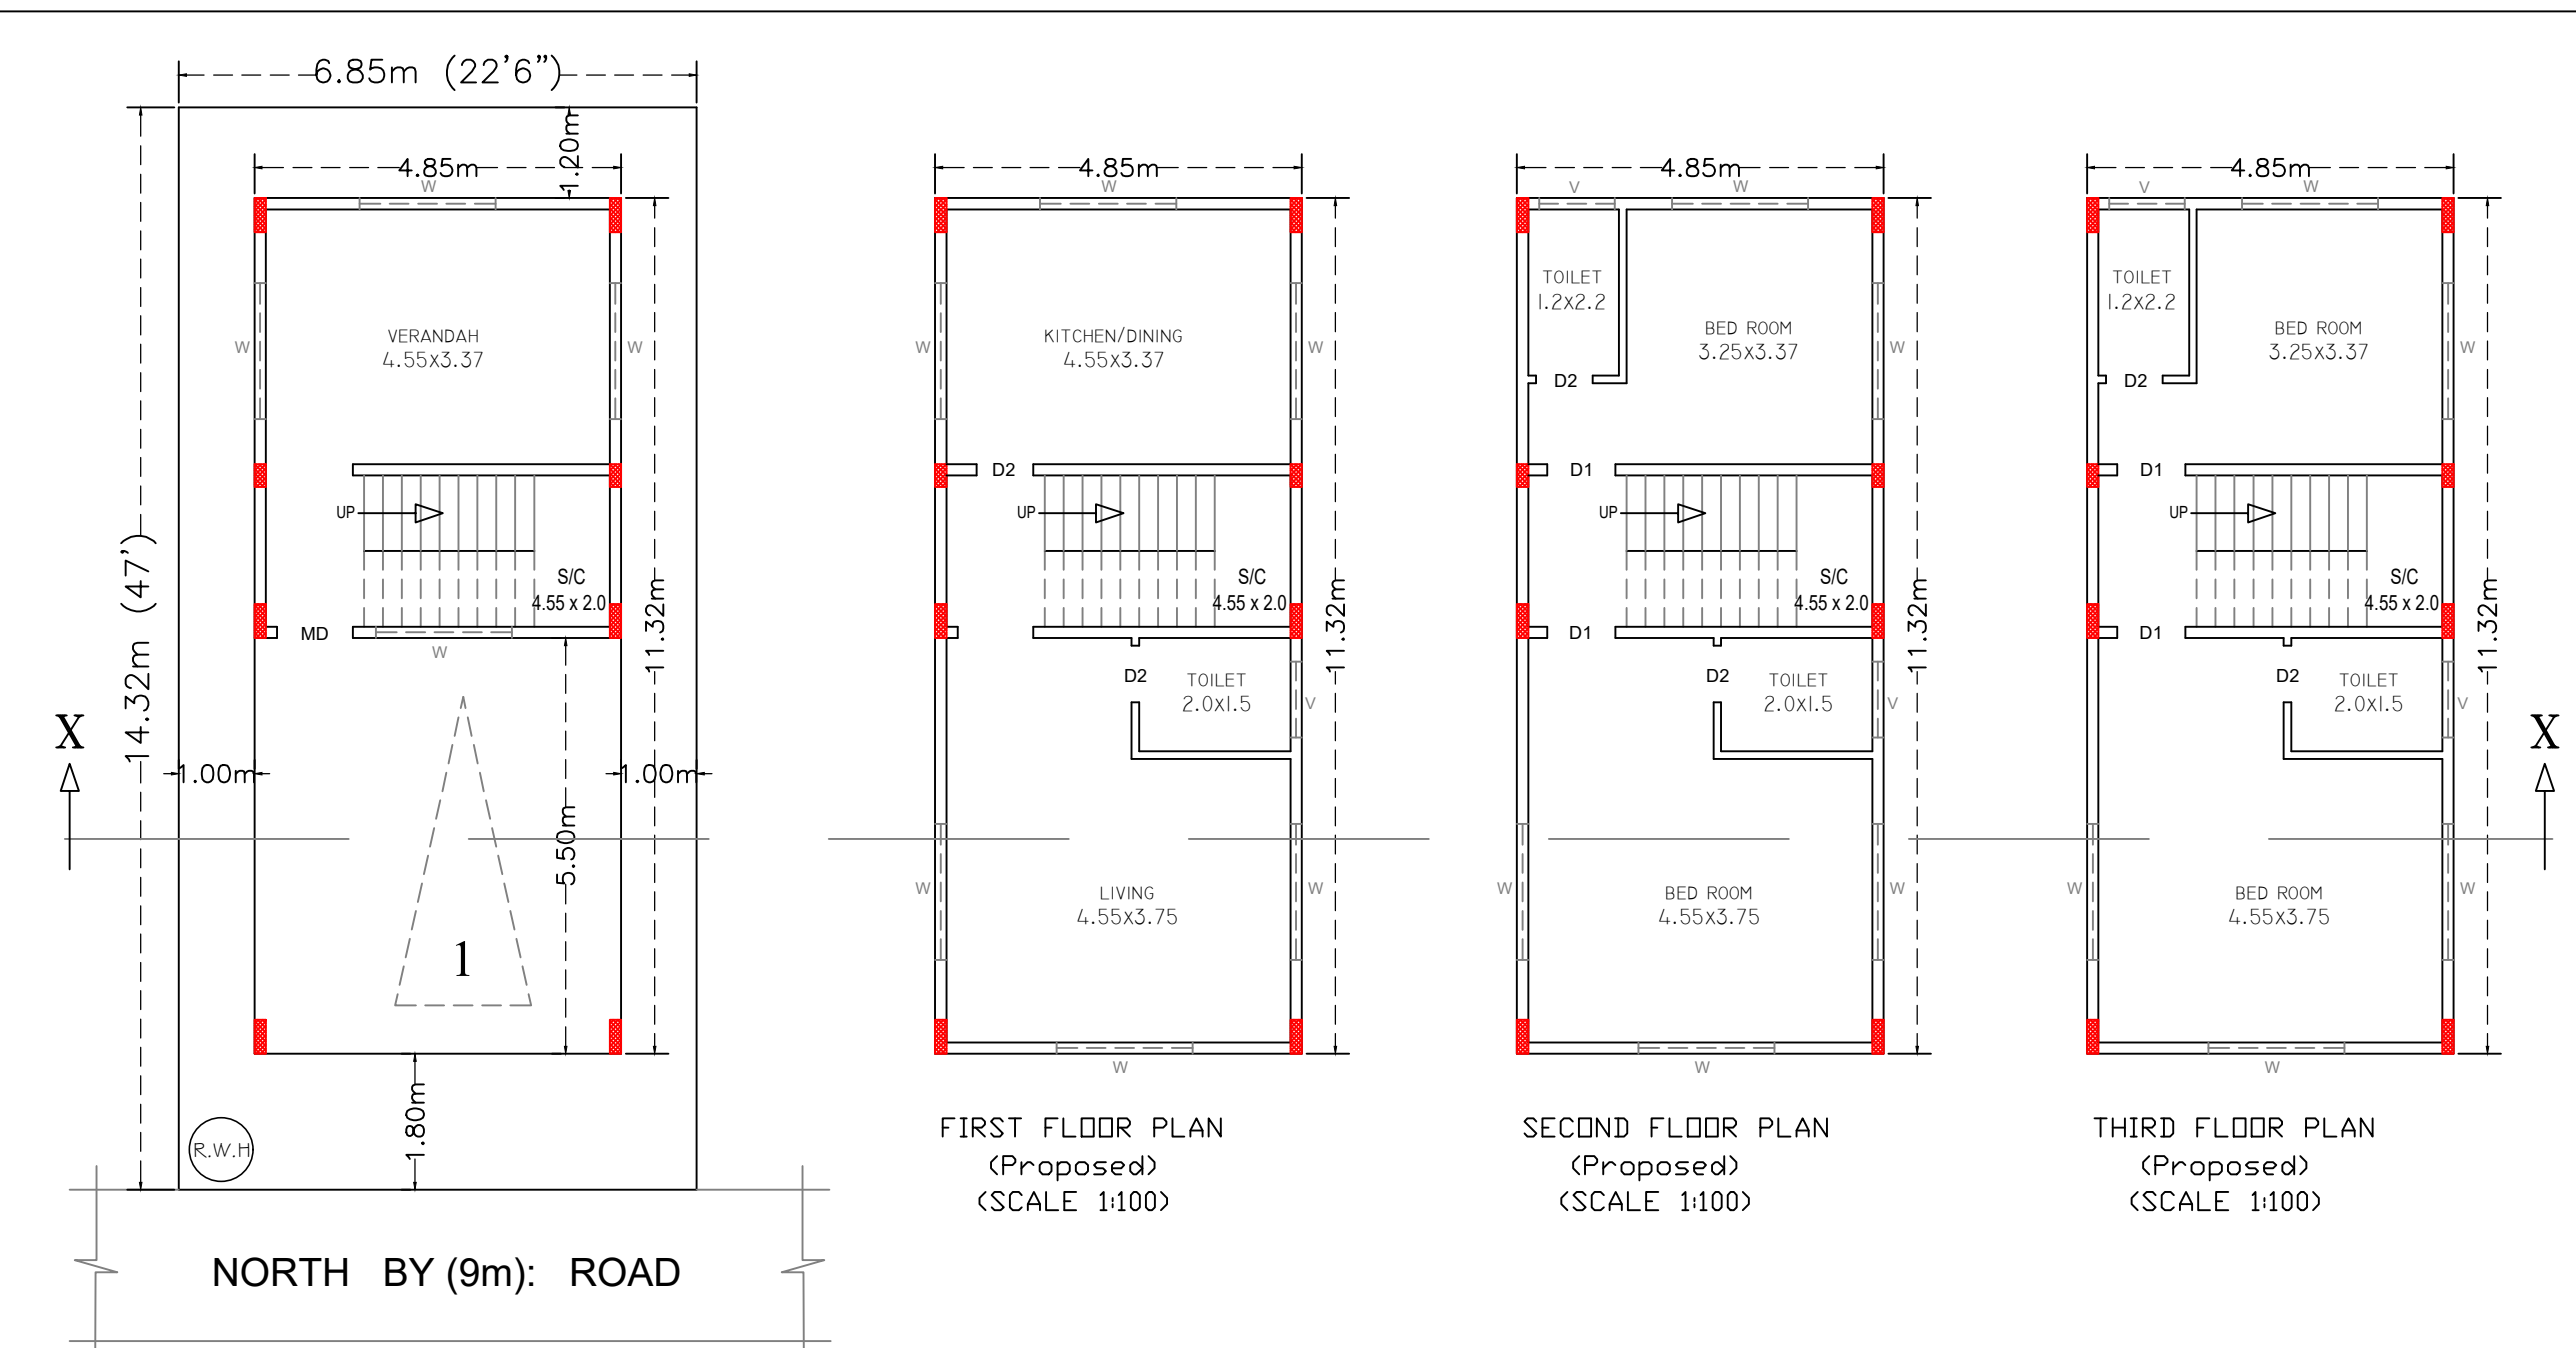 6.85m (22'6")
1.20m
4.85m
W
W
VERANDAH
4.55x3.37
W
UP
S/C
4.55 x 2.0
MD
W
14.32m (47')
11.32m
X
1.00m
1.00m
5.50m
1
1.80m
R.W.H
NORTH BY (9m): ROAD
4.85m
W
W
KITCHEN/DINING
4.55x3.37
W
D2
UP
S/C
4.55 x 2.0
11.32m
D2
TOILET
2.0x1.5
V
W
LIVING
4.55x3.75
W
W
FIRST FLOOR PLAN
(Proposed)
(SCALE 1:100)
4.85m
V
W
TOILET
1.2x2.2
BED ROOM
3.25x3.37
W
D2
D1
UP
S/C
4.55 x 2.0
D1
11.32m
D2
TOILET
2.0x1.5
V
W
BED ROOM
4.55x3.75
W
W
SECOND FLOOR PLAN
(Proposed)
(SCALE 1:100)
4.85m
V
W
TOILET
1.2x2.2
BED ROOM
3.25x3.37
W
D2
D1
UP
S/C
4.55 x 2.0
D1
11.32m
D2
TOILET
2.0x1.5
V
X
W
BED ROOM
4.55x3.75
W
W
THIRD FLOOR PLAN
(Proposed)
(SCALE 1:100)